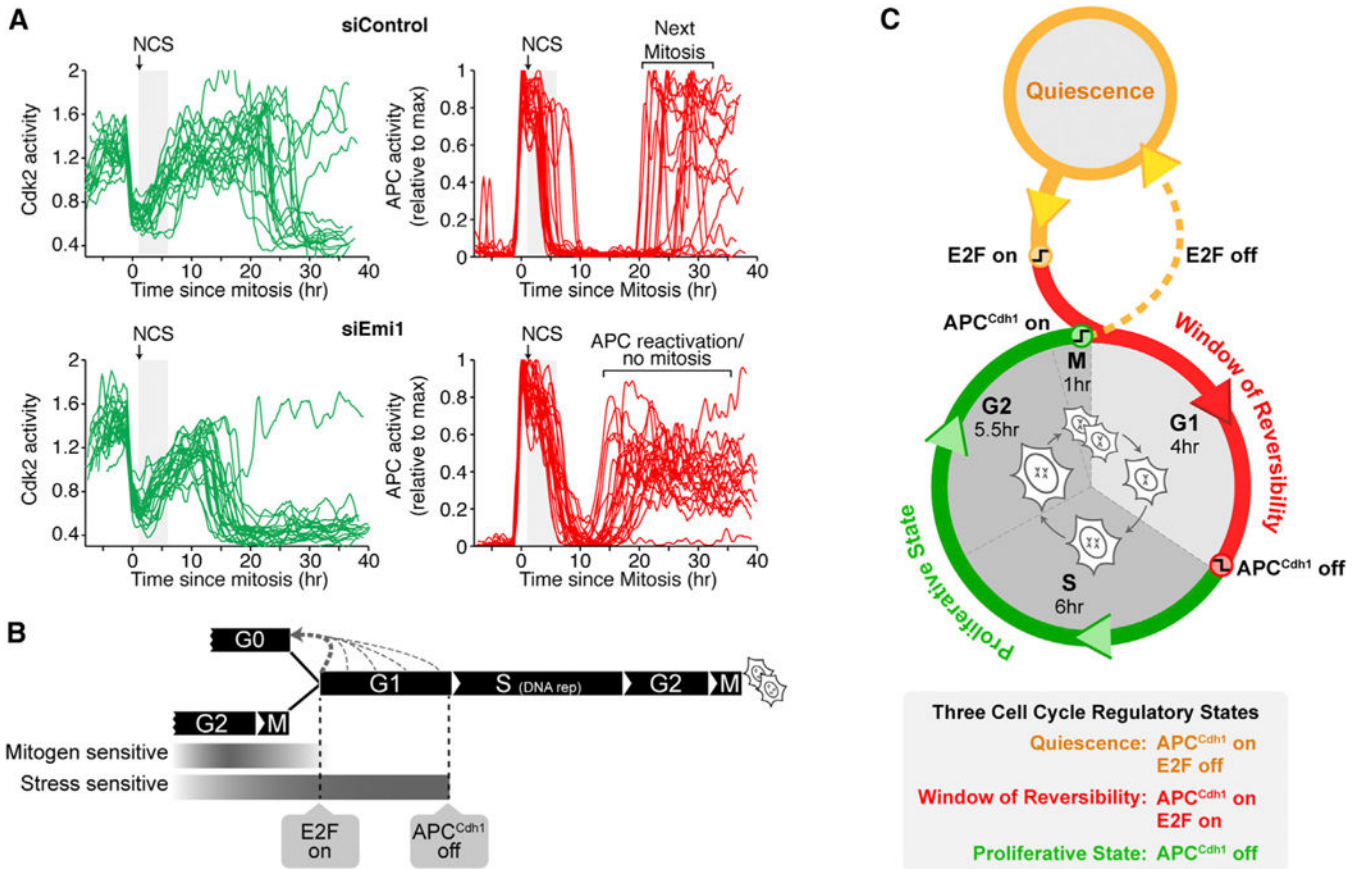 A
siControl
NCS
Cdk2 activity
2
1.6
1.2
0.8
0.4
0 10 20 30 40
Time since mitosis (hr)
NCS
Next
Mitosis
APC activity
(relative to max)
1
0.8
0.6
0.4
0.2
0
0 10 20 30 40
Time since Mitosis (hr)
siEmi1
NCS
Cdk2 activity
2
1.6
1.2
0.8
0.4
0 10 20 30 40
Time since mitosis (hr)
NCS
APC reactivation/
no mitosis
APC activity
(relative to max)
1
0.8
0.6
0.4
0.2
0
0 10 20 30 40
Time since Mitosis (hr)
B
G0
G1 S (DNA rep) G2 M
G2 M
Mitogen sensitive
Stress sensitive
E2F
on
APCCdh1
off
C
Quiescence
E2F on
E2F off
APCCdh1 on
Window of Reversibility
M
1hr
G2
5.5hr
G1
4hr
S
6hr
APCCdh1 off
Proliferative State
Three Cell Cycle Regulatory States
Quiescence: APCCdh1 on
E2F off
Window of Reversibility: APCCdh1 on
E2F on
Proliferative State: APCCdh1 off